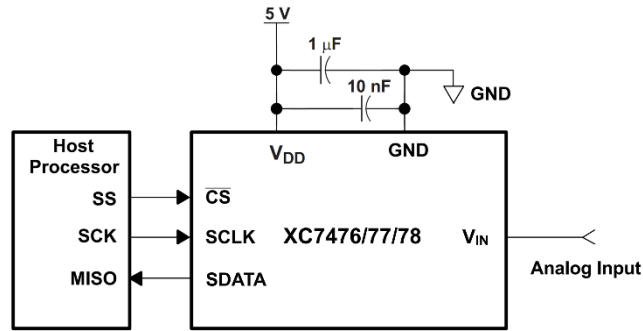 5 V
1 μF
10 nF
GND
Host
Processor
VDD
GND
SS
CS
SCK
SCLK
XC7476/77/78
VIN
MISO
SDATA
Analog Input